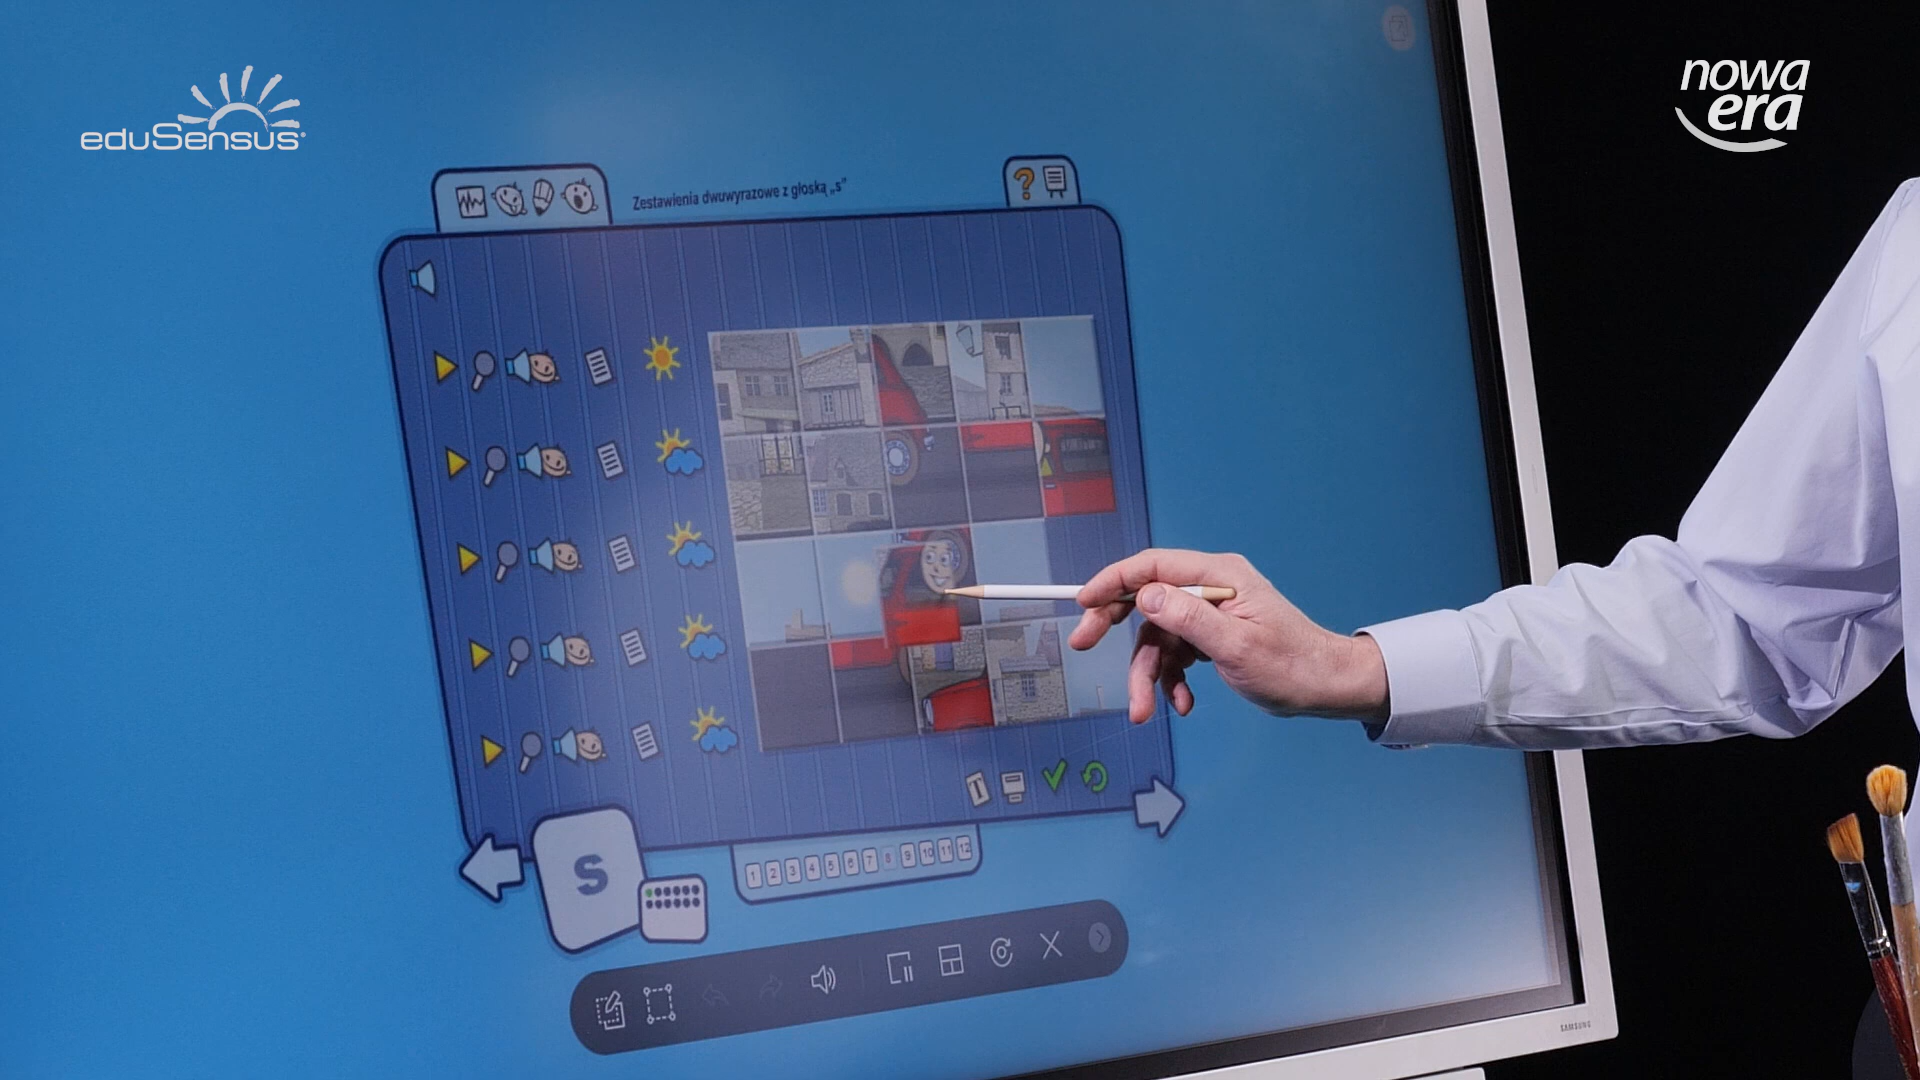 eduSensus
nowa
era
Zestawienia dwuwyrazowe z głoską „s"
?
T
s
1 2 3 4 5 6 7 8 9 10 11 12
SAMSUNG